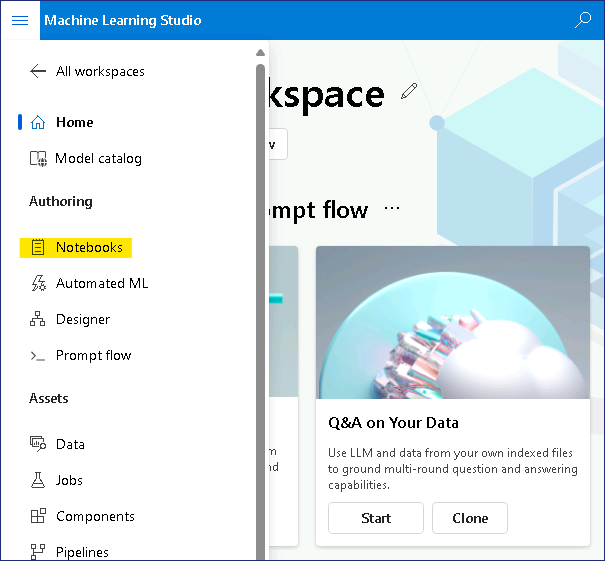 Machine Learning Studio
All workspaces
Home
Model catalog
Authoring
Notebooks
Automated ML
Designer
Prompt flow
Assets
Data
Jobs
Components
Pipelines
kspace
mpt flow
...
Q&A on Your Data
Use LLM and data from your own indexed files
to ground multi-round question and answering
capabilities.
Start
Clone